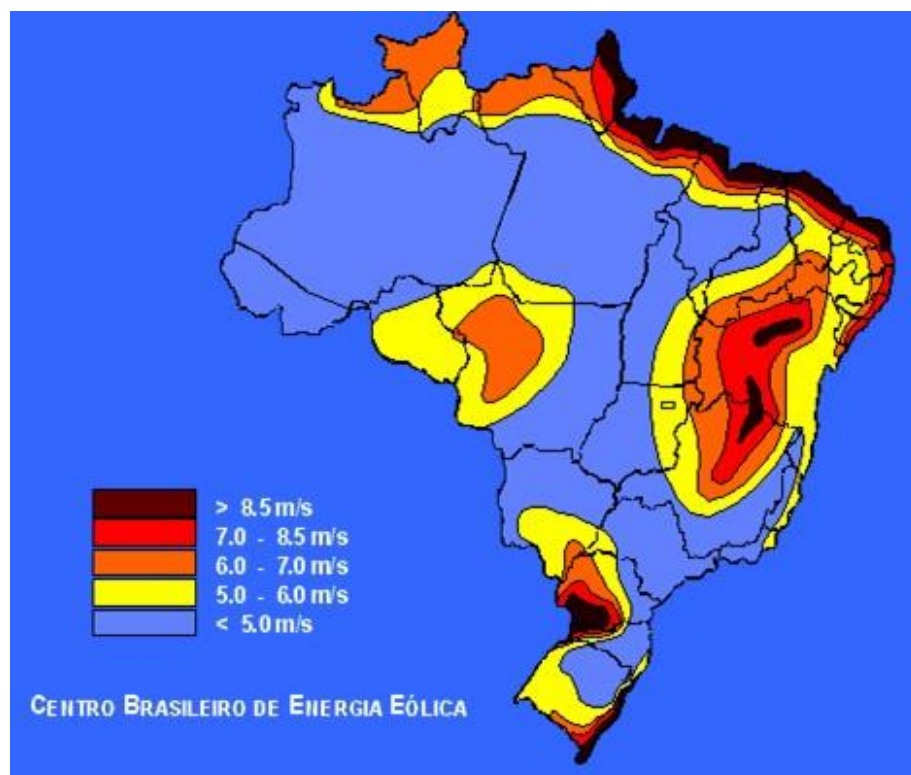 > 8.5 m/s
7.0 - 8.5 m/s
6.0 - 7.0 m/s
5.0 - 6.0 m/s
< 5.0 m/s
CENTRO BRASILEIRO DE ENERGIA EÓLICA